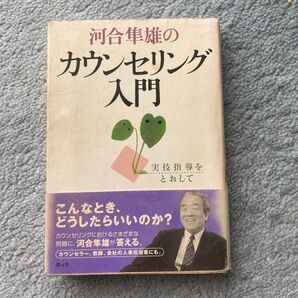 河合隼雄の
カウンセリング
入門
実技指導を
とおして
こんなとき、
どうしたらいいのか?
カウンセリングにおけるさまざまな
問題に、河合隼雄が答える。
カウンセラー、教師、会社の人事担当者にも。
創元社